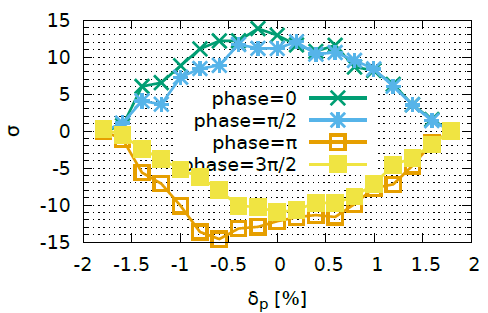 15
10
5
0
-5
-10
-15
σ
phase=0
phase=π/2
phase=π
phase=3π/2
-2 -1.5 -1 -0.5 0 0.5 1 1.5 2
δp [%]